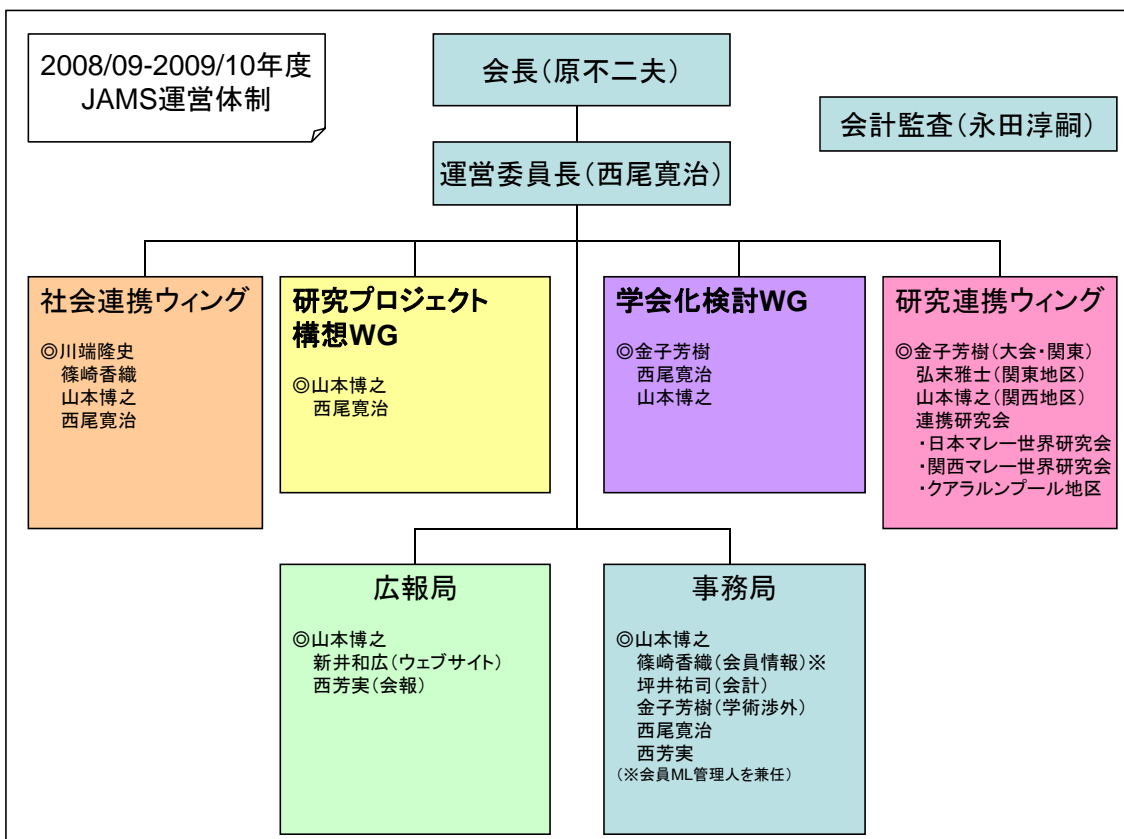 2008/09-2009/10年度
JAMS運営体制
会長(原不二夫)
会計監査(永田淳嗣)
運営委員長(西尾寛治)
社会連携ウィング
◎川端隆史
篠崎香織
山本博之
西尾寛治
研究プロジェクト
構想WG
◎山本博之
西尾寛治
学会化検討WG
◎金子芳樹
西尾寛治
山本博之
研究連携ウィング
◎金子芳樹(大会・関東)
弘末雅士(関東地区)
山本博之(関西地区)
連携研究会
・日本マレー世界研究会
・関西マレー世界研究会
・クアラルンプール地区
広報局
◎山本博之
新井和広(ウェブサイト)
西芳実(会報)
事務局
◎山本博之
篠崎香織(会員情報)※
坪井祐司(会計)
金子芳樹(学術渉外)
西尾寛治
西芳実
(※会員ML管理人を兼任)